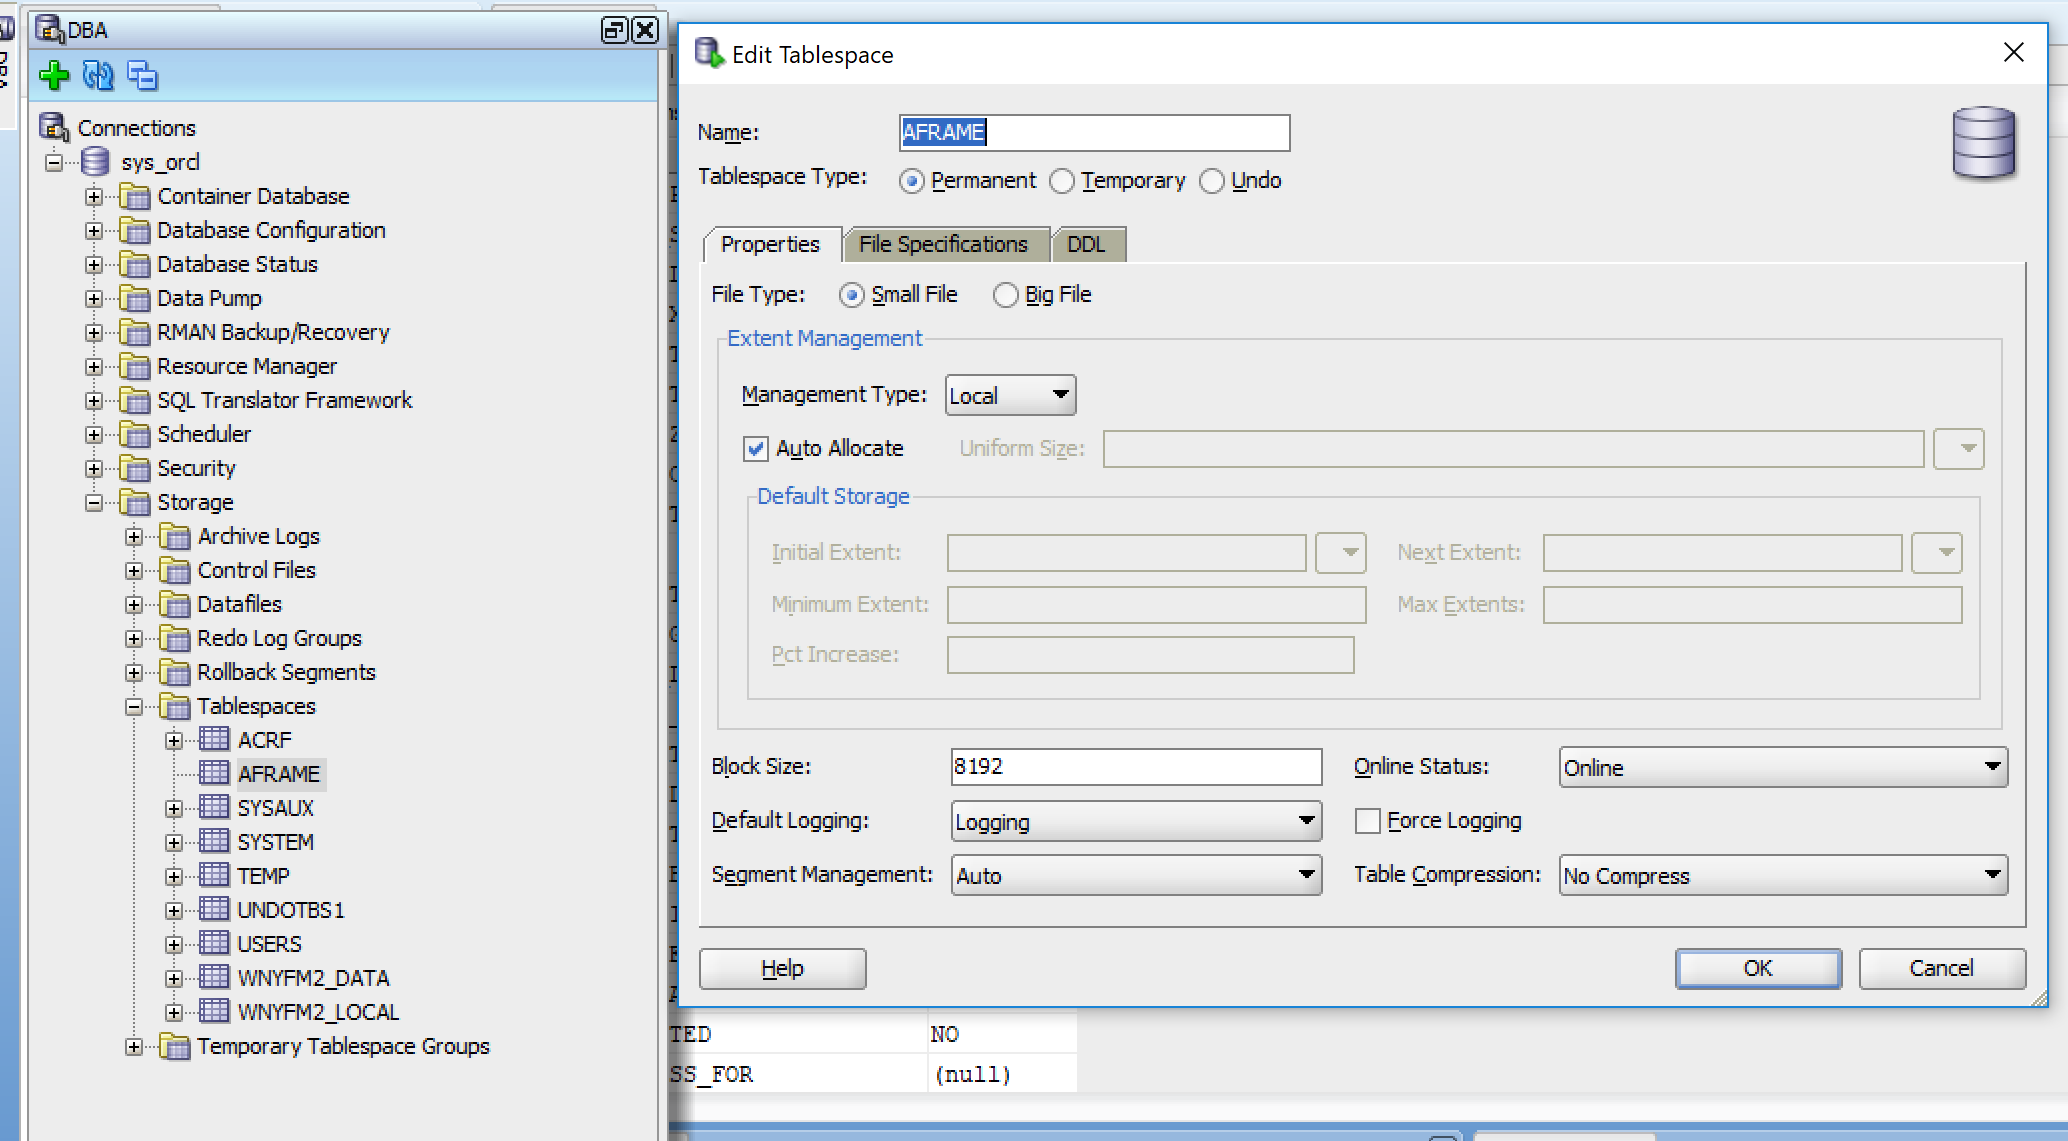 DBA
DBA
Connections
sys_orcl
Container Database
Database Configuration
Database Status
Data Pump
RMAN Backup/Recovery
Resource Manager
SQL Translator Framework
Scheduler
Security
Storage
Archive Logs
Control Files
Datafiles
Redo Log Groups
Rollback Segments
Tablespaces
ACRF
AFRAME
SYSAUX
SYSTEM
TEMP
UNDOTBS1
USERS
WNYFM2_DATA
WNYFM2_LOCAL
Temporary Tablespace Groups
Edit Tablespace
Name: AFRAME
Tablespace Type: Permanent Temporary Undo
Properties File Specifications DDL
File Type: Small File Big File
Extent Management
Management Type: Local
Auto Allocate Uniform Size:
Default Storage
Initial Extent: Next Extent:
Minimum Extent: Max Extents:
Pct Increase:
Block Size: 8192 Online Status: Online
Default Logging: Logging Force Logging
Segment Management: Auto Table Compression: No Compress
Help OK Cancel
TED NO
SS_FOR (null)